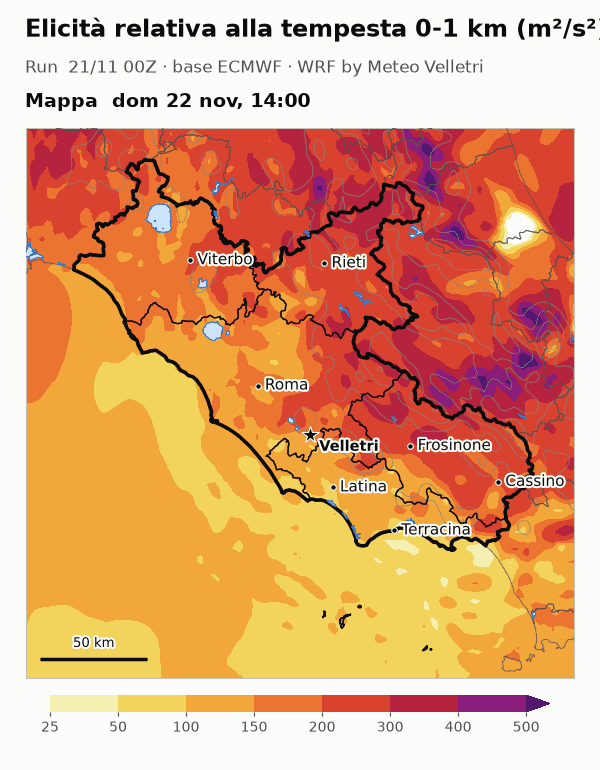 Elicità relativa alla tempesta 0-1 km (m²/s²)
Run  21/11 00Z · base ECMWF · WRF by Meteo Velletri
Mappa  dom 22 nov, 14:00
Viterbo
Rieti
Roma
Velletri
Frosinone
Cassino
Latina
Terracina
50 km
25 50 100 150 200 300 400 500